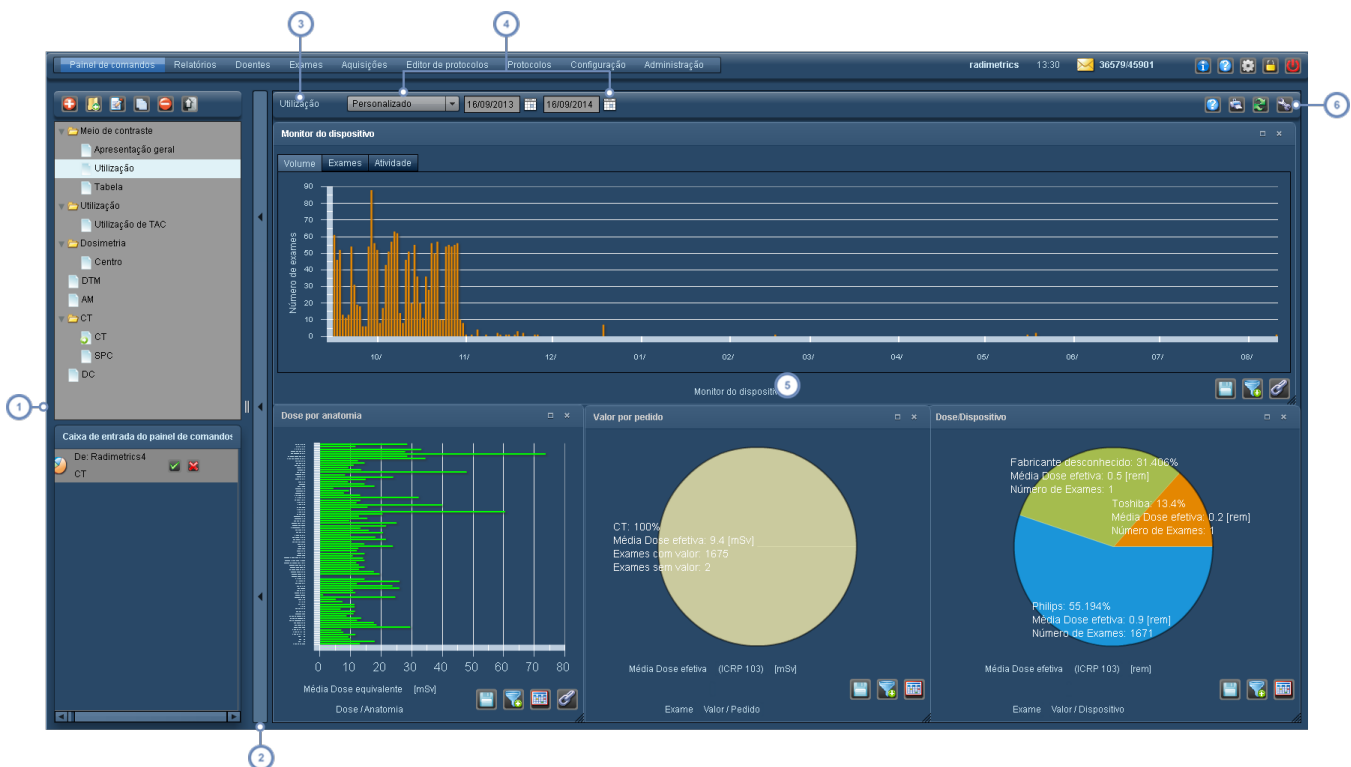 3
4
Painel de comandos Relatórios Doentes Exames Aquisições Editor de protocolos Protocolos Configuração Administração radimetrics 13:30 36579/45901
Utilização Personalizado 16/09/2013 16/09/2014
6
Meio de contraste
Apresentação geral
Utilização
Tabela
Utilização
Utilização de TAC
Dosimetria
Centro
DTM
AM
CT
CT
SPC
DC
1
Caixa de entrada do painel de comandos
De: Radimetrics4
CT
2
Monitor do dispositivo
Volume Exames Atividade
Número de exames
90
80
70
60
50
40
30
20
10
0
10/ 11/ 12/ 01/ 02/ 03/ 04/ 05/ 06/ 07/ 08/
Monitor do dispositiv
5
Dose por anatomia
0 10 20 30 40 50 60 70 80
Média Dose equivalente [mSv]
Dose / Anatomia
Valor por pedido
CT: 100%
Média Dose efetiva: 9.4 [mSv]
Exames com valor: 1675
Exames sem valor: 2
Média Dose efetiva (ICRP 103) [mSv]
Exame Valor / Pedido
Dose/Dispositivo
Fabricante desconhecido: 31.406%
Média Dose efetiva: 0.5 [rem]
Número de Exames: 1
Toshiba: 13.4%
Média Dose efetiva: 0.2 [rem]
Número de Exames: 1
Philips: 55.194%
Média Dose efetiva: 0.9 [rem]
Número de Exames: 1671
Média Dose efetiva (ICRP 103) [rem]
Exame Valor / Dispositivo